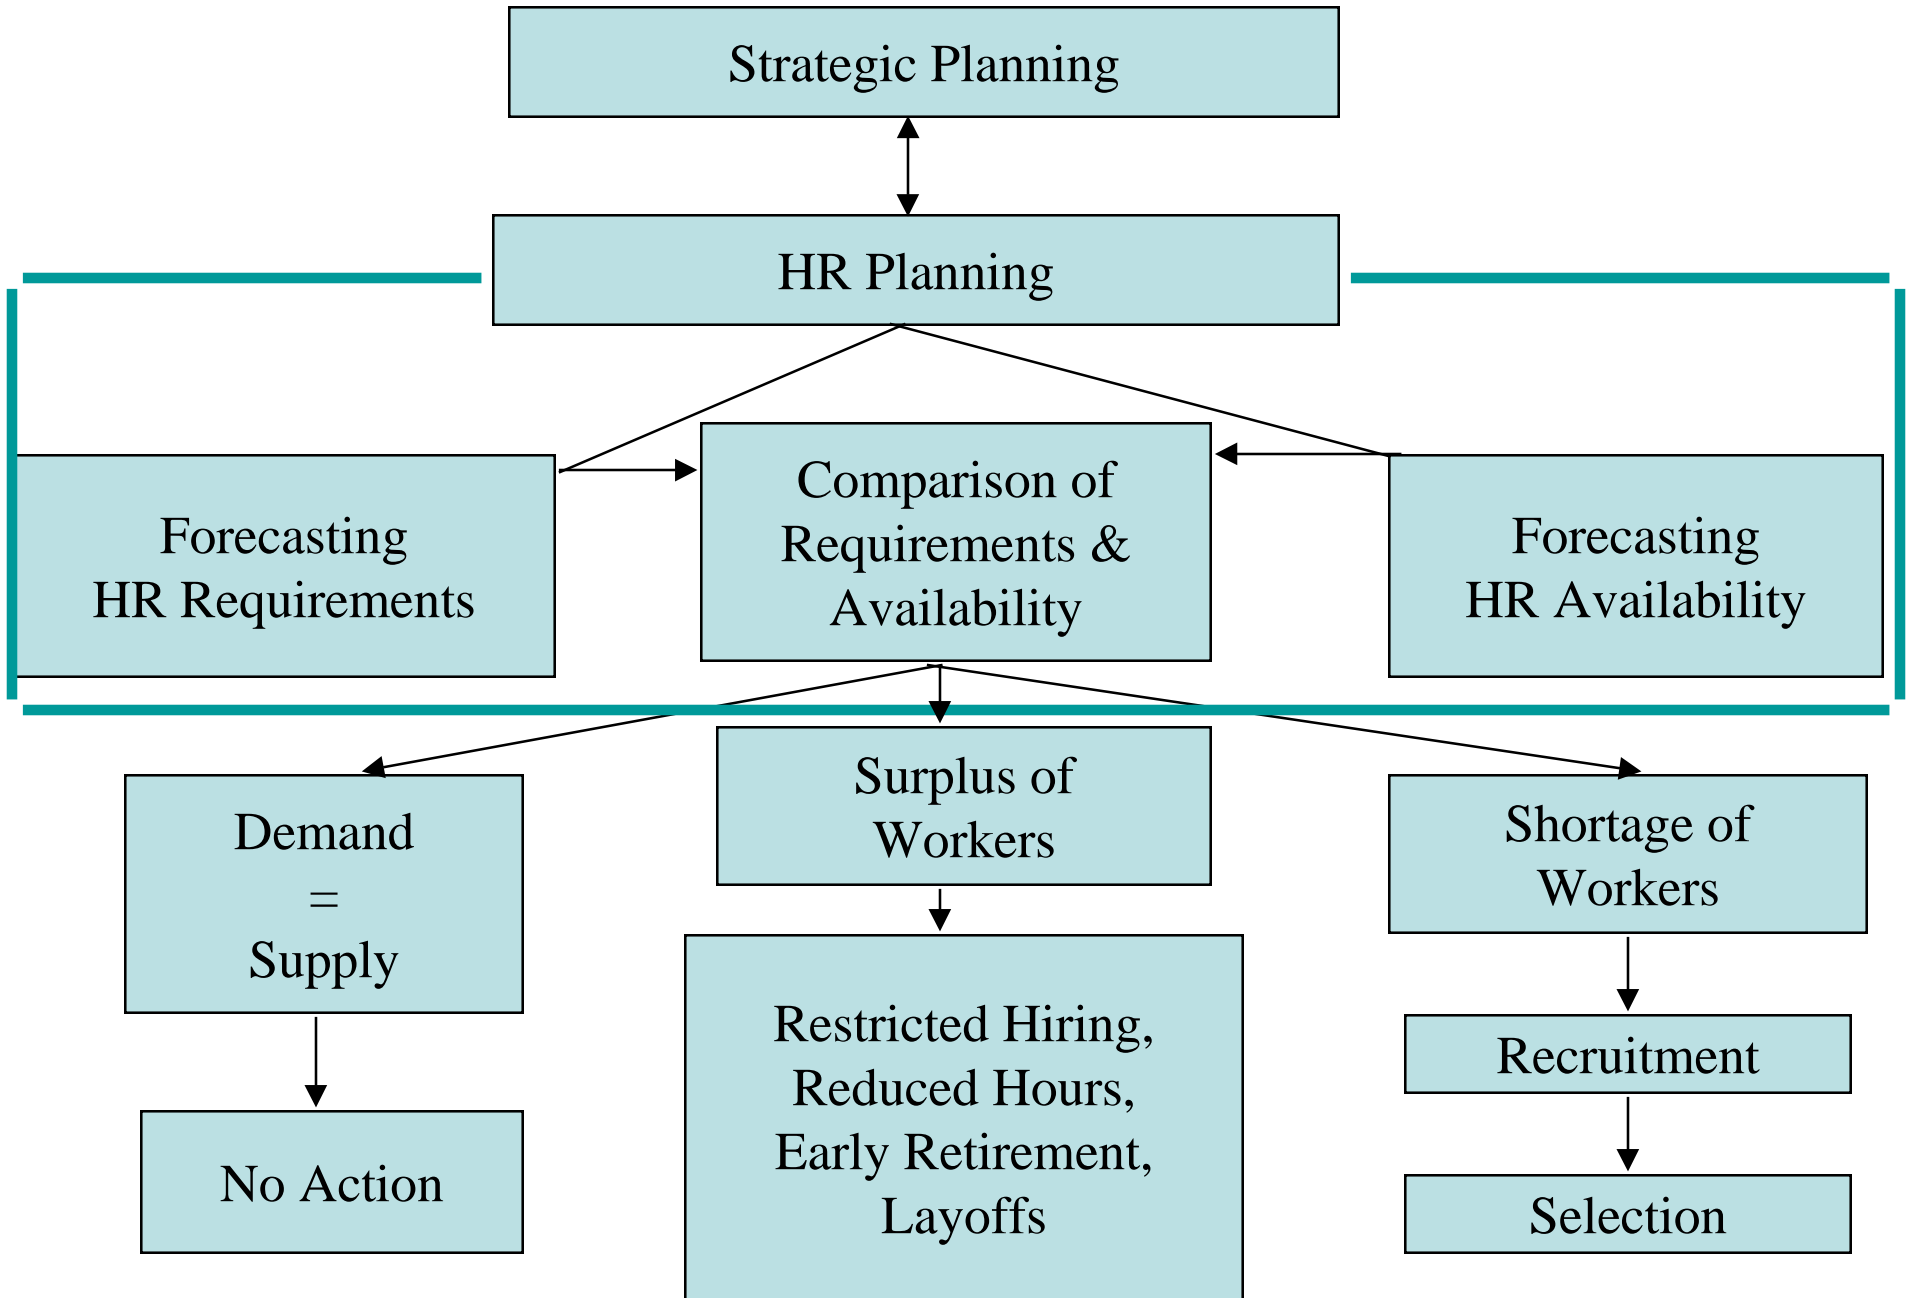 Strategic Planning
HR Planning
Forecasting
HR Requirements
Comparison of
Requirements &
Availability
Forecasting
HR Availability
Demand
=
Supply
Surplus of
Workers
Shortage of
Workers
No Action
Restricted Hiring,
Reduced Hours,
Early Retirement,
Layoffs
Recruitment
Selection